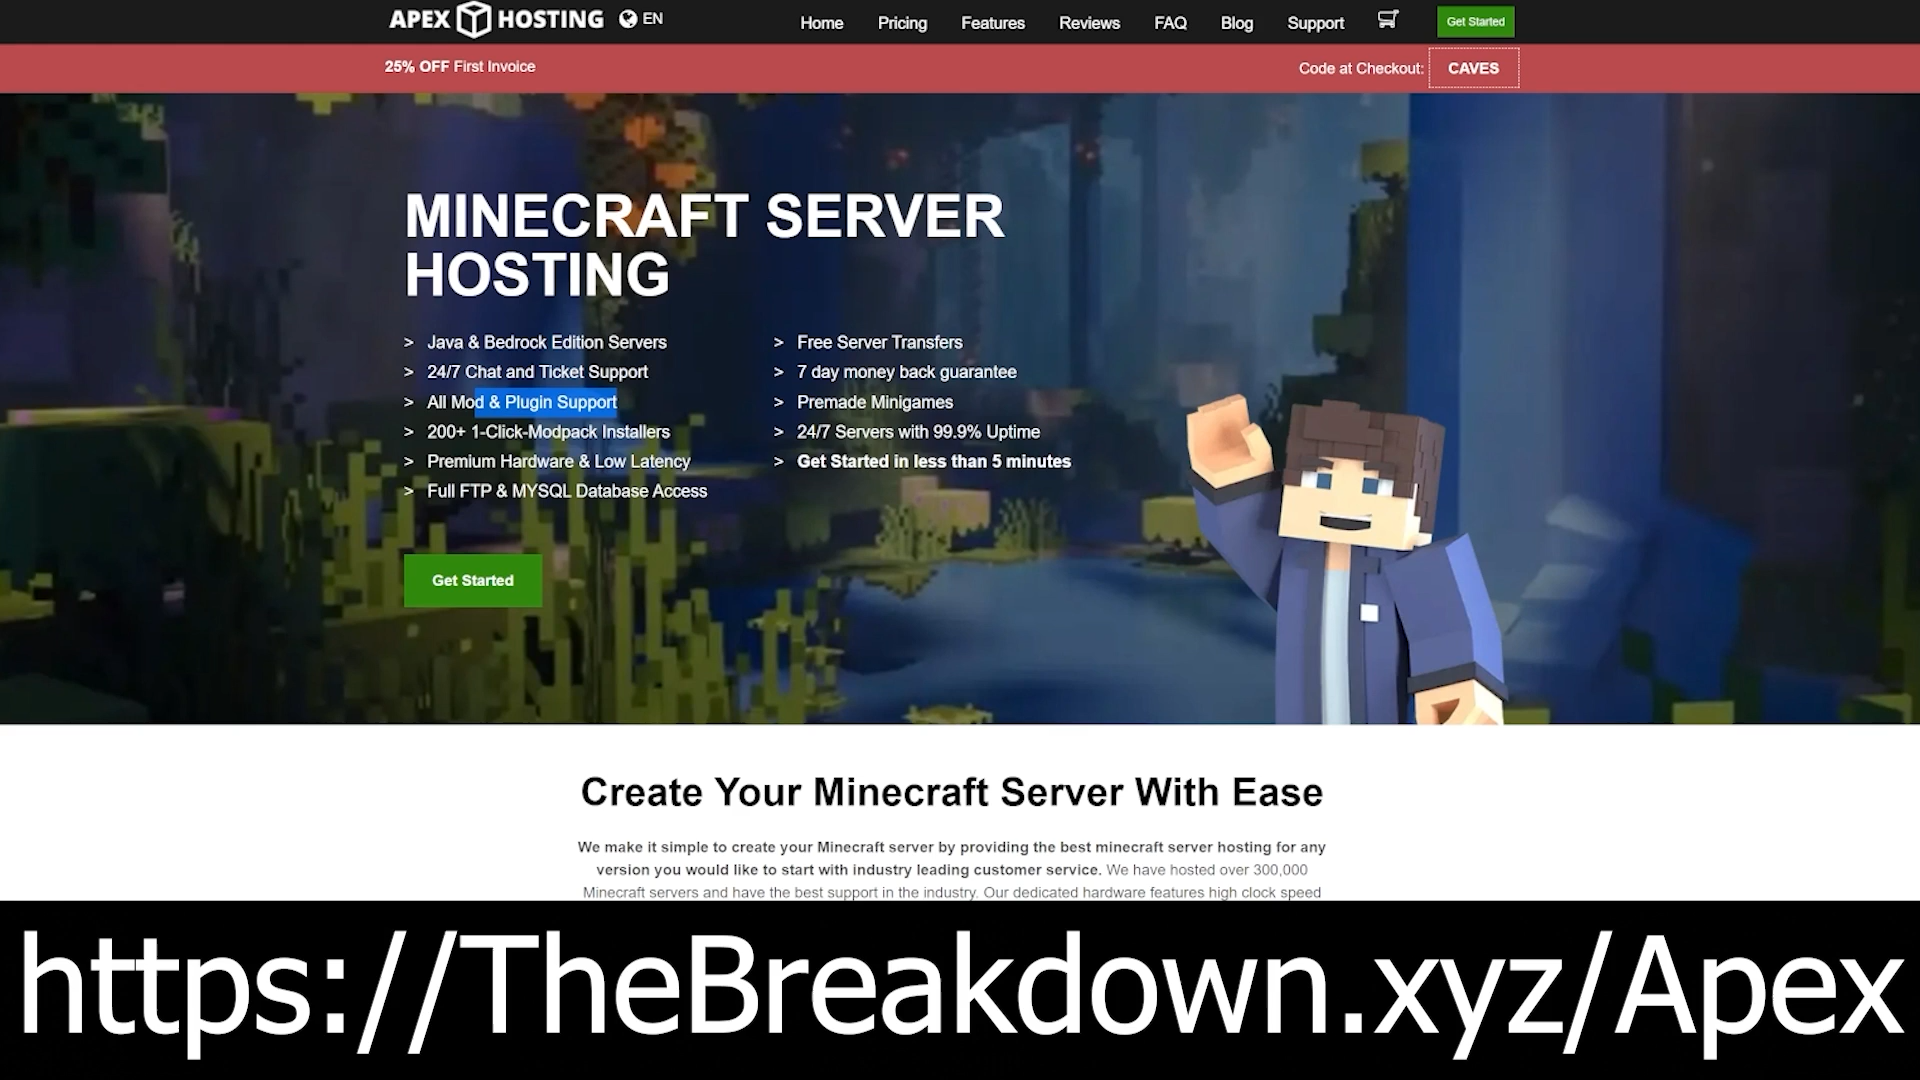 APEX HOSTING EN Home Pricing Features Reviews FAQ Blog Support Get Started
25% OFF First Invoice Code at Checkout: CAVES
MINECRAFT SERVER
HOSTING
> Java & Bedrock Edition Servers
> 24/7 Chat and Ticket Support
> All Mod & Plugin Support
> 200+ 1-Click-Modpack Installers
> Premium Hardware & Low Latency
> Full FTP & MYSQL Database Access
> Free Server Transfers
> 7 day money back guarantee
> Premade Minigames
> 24/7 Servers with 99.9% Uptime
> Get Started in less than 5 minutes
Get Started
Create Your Minecraft Server With Ease
We make it simple to create your Minecraft server by providing the best minecraft server hosting for any
version you would like to start with industry leading customer service. We have hosted over 300,000
Minecraft servers and have the best support in the industry. Our dedicated hardware features high clock speed
https://TheBreakdown.xyz/Apex